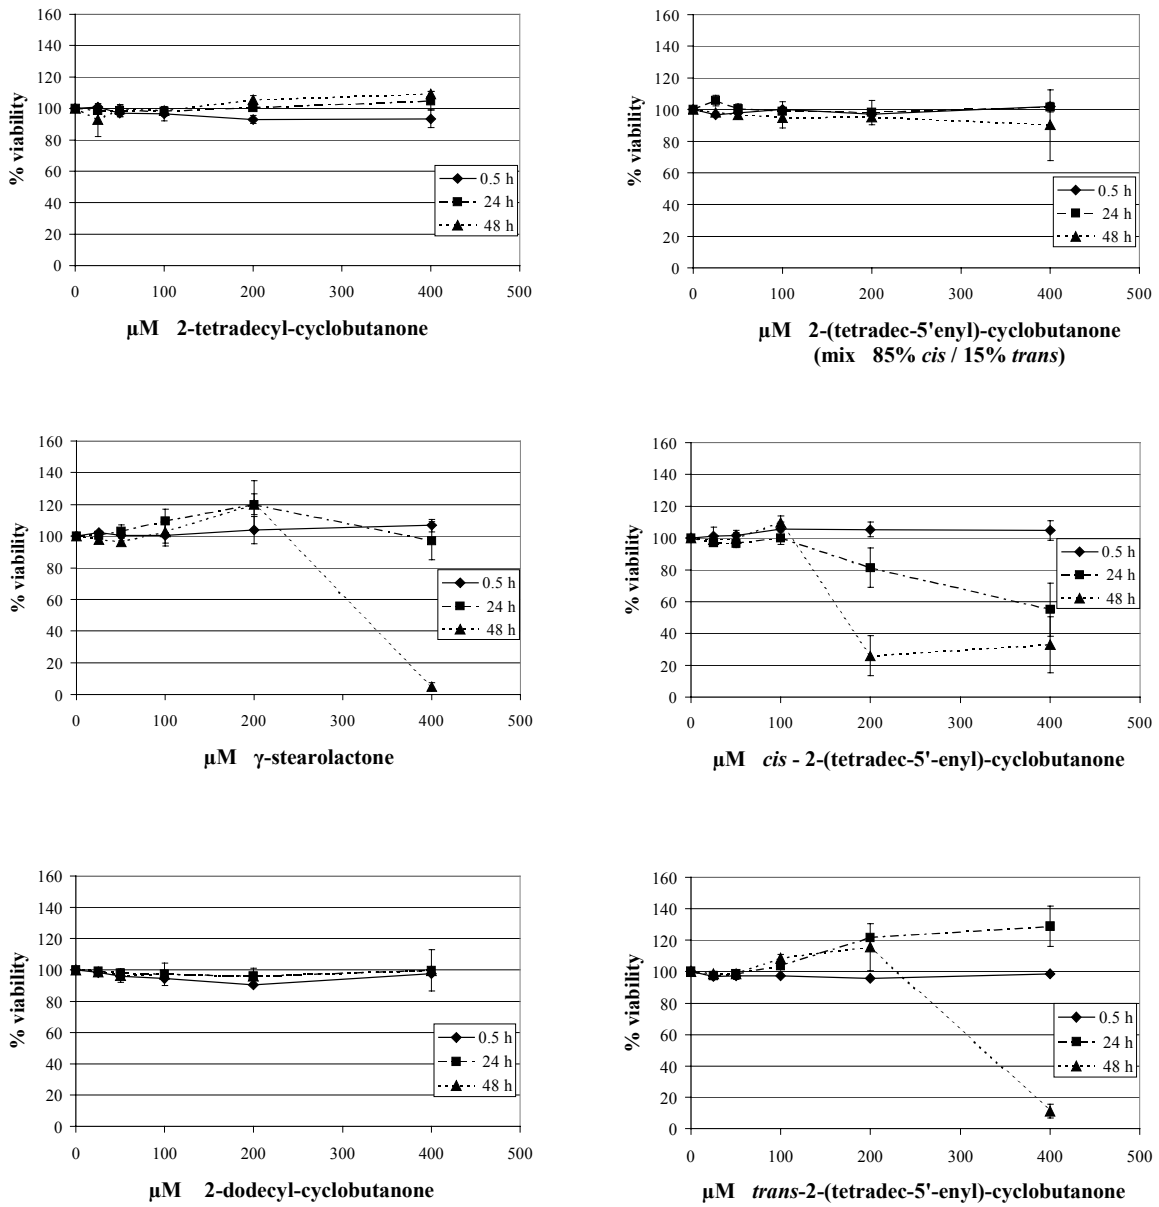 160
140
120
100
80
60
40
20
0
% viability
0 100 200 300 400 500
0.5 h
24 h
48 h
µM 2-tetradecyl-cyclobutanone
160
140
120
100
80
60
40
20
0
% viability
0 100 200 300 400 500
0.5 h
24 h
48 h
µM 2-(tetradec-5'enyl)-cyclobutanone
(mix 85% cis / 15% trans)
160
140
120
100
80
60
40
20
0
% viability
0 100 200 300 400 500
0.5 h
24 h
48 h
µM γ-stearolactone
160
140
120
100
80
60
40
20
0
% viability
0 100 200 300 400 500
0.5 h
24 h
48 h
µM cis - 2-(tetradec-5'-enyl)-cyclobutanone
160
140
120
100
80
60
40
20
0
% viability
0 100 200 300 400 500
0.5 h
24 h
48 h
µM 2-dodecyl-cyclobutanone
160
140
120
100
80
60
40
20
0
% viability
0 100 200 300 400 500
0.5 h
24 h
48 h
µM trans-2-(tetradec-5'-enyl)-cyclobutanone